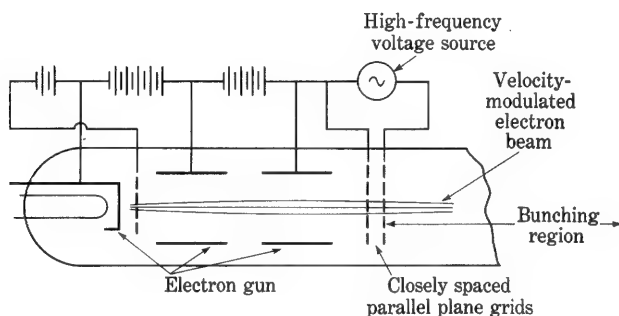 High-frequency
voltage source
Velocity-
modulated
electron
beam
Bunching
region
Electron gun
Closely spaced
parallel plane grids